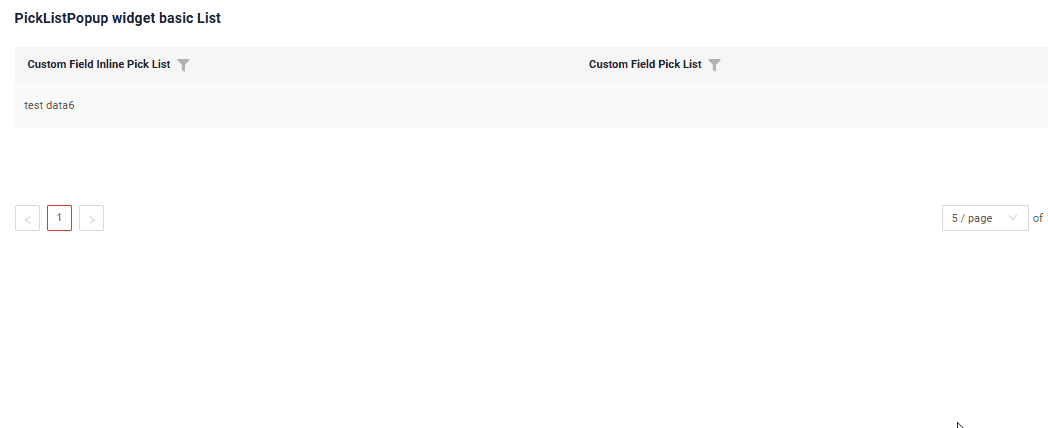 PickListPopup widget basic List
Custom Field Inline Pick List Custom Field Pick List
test data6
< 1 > 5 / page of